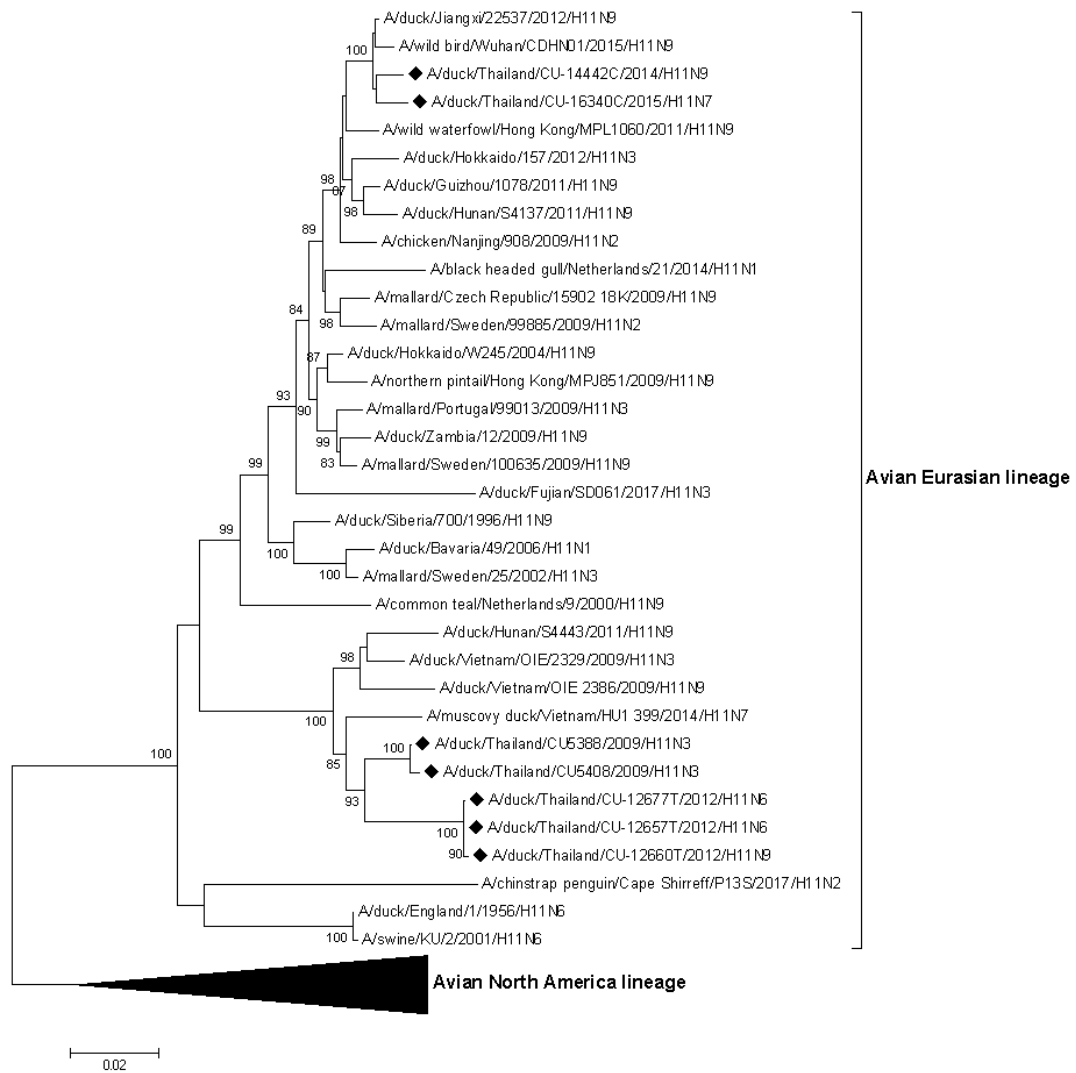 A/duck/Jiangxi/22537/2012/H11N9
A/wild bird/Wuhan/CDHN01/2015/H11N9
100
A/duck/Thailand/CU-14442C/2014/H11N9
A/duck/Thailand/CU-16340C/2015/H11N7
A/wild waterfowl/Hong Kong/MPL1060/2011/H11N9
A/duck/Hokkaido/157/2012/H11N3
98
87
A/duck/Guizhou/1078/2011/H11N9
98
A/duck/Hunan/S4137/2011/H11N9
89
A/chicken/Nanjing/908/2009/H11N2
A/black headed gull/Netherlands/21/2014/H11N1
A/mallard/Czech Republic/15902 18K/2009/H11N9
84
98
A/mallard/Sweden/99885/2009/H11N2
87
A/duck/Hokkaido/W245/2004/H11N9
A/northern pintail/Hong Kong/MPJ851/2009/H11N9
93
90
A/mallard/Portugal/99013/2009/H11N3
99
A/duck/Zambia/12/2009/H11N9
99
83
A/mallard/Sweden/100635/2009/H11N9
Avian Eurasian lineage
A/duck/Fujian/SD061/2017/H11N3
99
A/duck/Siberia/700/1996/H11N9
100
A/duck/Bavaria/49/2006/H11N1
100
A/mallard/Sweden/25/2002/H11N3
A/common teal/Netherlands/9/2000/H11N9
A/duck/Hunan/S4443/2011/H11N9
98
A/duck/Vietnam/OIE/2329/2009/H11N3
A/duck/Vietnam/OIE 2386/2009/H11N9
100
A/muscovy duck/Vietnam/HU1 399/2014/H11N7
100
A/duck/Thailand/CU5388/2009/H11N3
100
85
A/duck/Thailand/CU5408/2009/H11N3
93
A/duck/Thailand/CU-12677T/2012/H11N6
100
A/duck/Thailand/CU-12657T/2012/H11N6
90
A/duck/Thailand/CU-12660T/2012/H11N9
A/chinstrap penguin/Cape Shirreff/P13S/2017/H11N2
A/duck/England/1/1956/H11N6
100
A/swine/KU/2/2001/H11N6
Avian North America lineage
0.02